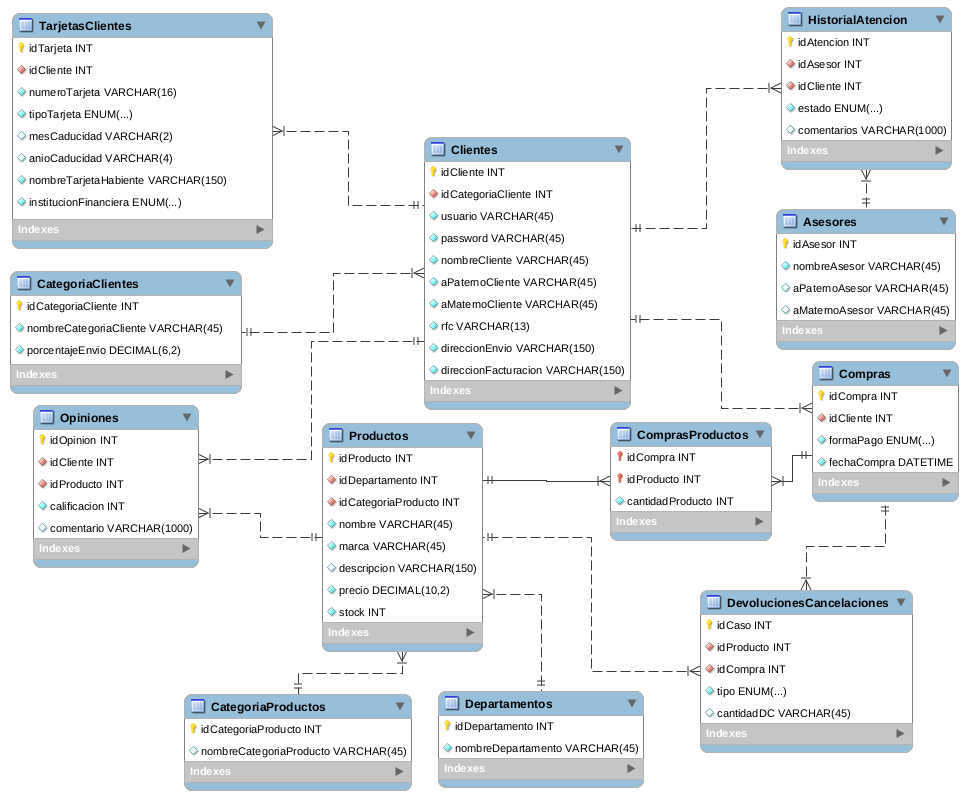 TarjetasClientes
idTarjeta INT
idCliente INT
numeroTarjeta VARCHAR(16)
tipoTarjeta ENUM(...)
mesCaducidad VARCHAR(2)
anioCaducidad VARCHAR(4)
nombreTarjetaHabiente VARCHAR(150)
institucionFinanciera ENUM(...)
Indexes
HistorialAtencion
idAtencion INT
idAsesor INT
idCliente INT
estado ENUM(...)
comentarios VARCHAR(1000)
Indexes
Clientes
idCliente INT
idCategoriaCliente INT
usuario VARCHAR(45)
password VARCHAR(45)
nombreCliente VARCHAR(45)
aPaternoCliente VARCHAR(45)
aMaternoCliente VARCHAR(45)
rfc VARCHAR(13)
direccionEnvio VARCHAR(150)
direccionFacturacion VARCHAR(150)
Indexes
Asesores
idAsesor INT
nombreAsesor VARCHAR(45)
aPaternoAsesor VARCHAR(45)
aMaternoAsesor VARCHAR(45)
Indexes
CategoriaClientes
idCategoriaCliente INT
nombreCategoriaCliente VARCHAR(45)
porcentajeEnvio DECIMAL(6,2)
Indexes
Compras
idCompra INT
idCliente INT
formaPago ENUM(...)
fechaCompra DATETIME
Indexes
Opiniones
idOpinion INT
idCliente INT
idProducto INT
calificacion INT
comentario VARCHAR(1000)
Indexes
Productos
idProducto INT
idDepartamento INT
idCategoriaProducto INT
nombre VARCHAR(45)
marca VARCHAR(45)
descripcion VARCHAR(150)
precio DECIMAL(10,2)
stock INT
Indexes
ComprasProductos
idCompra INT
idProducto INT
cantidadProducto INT
Indexes
DevolucionesCancelaciones
idCaso INT
idProducto INT
idCompra INT
tipo ENUM(...)
cantidadDC VARCHAR(45)
Indexes
CategoriaProductos
idCategoriaProducto INT
nombreCategoriaProducto VARCHAR(45)
Indexes
Departamentos
idDepartamento INT
nombreDepartamento VARCHAR(45)
Indexes